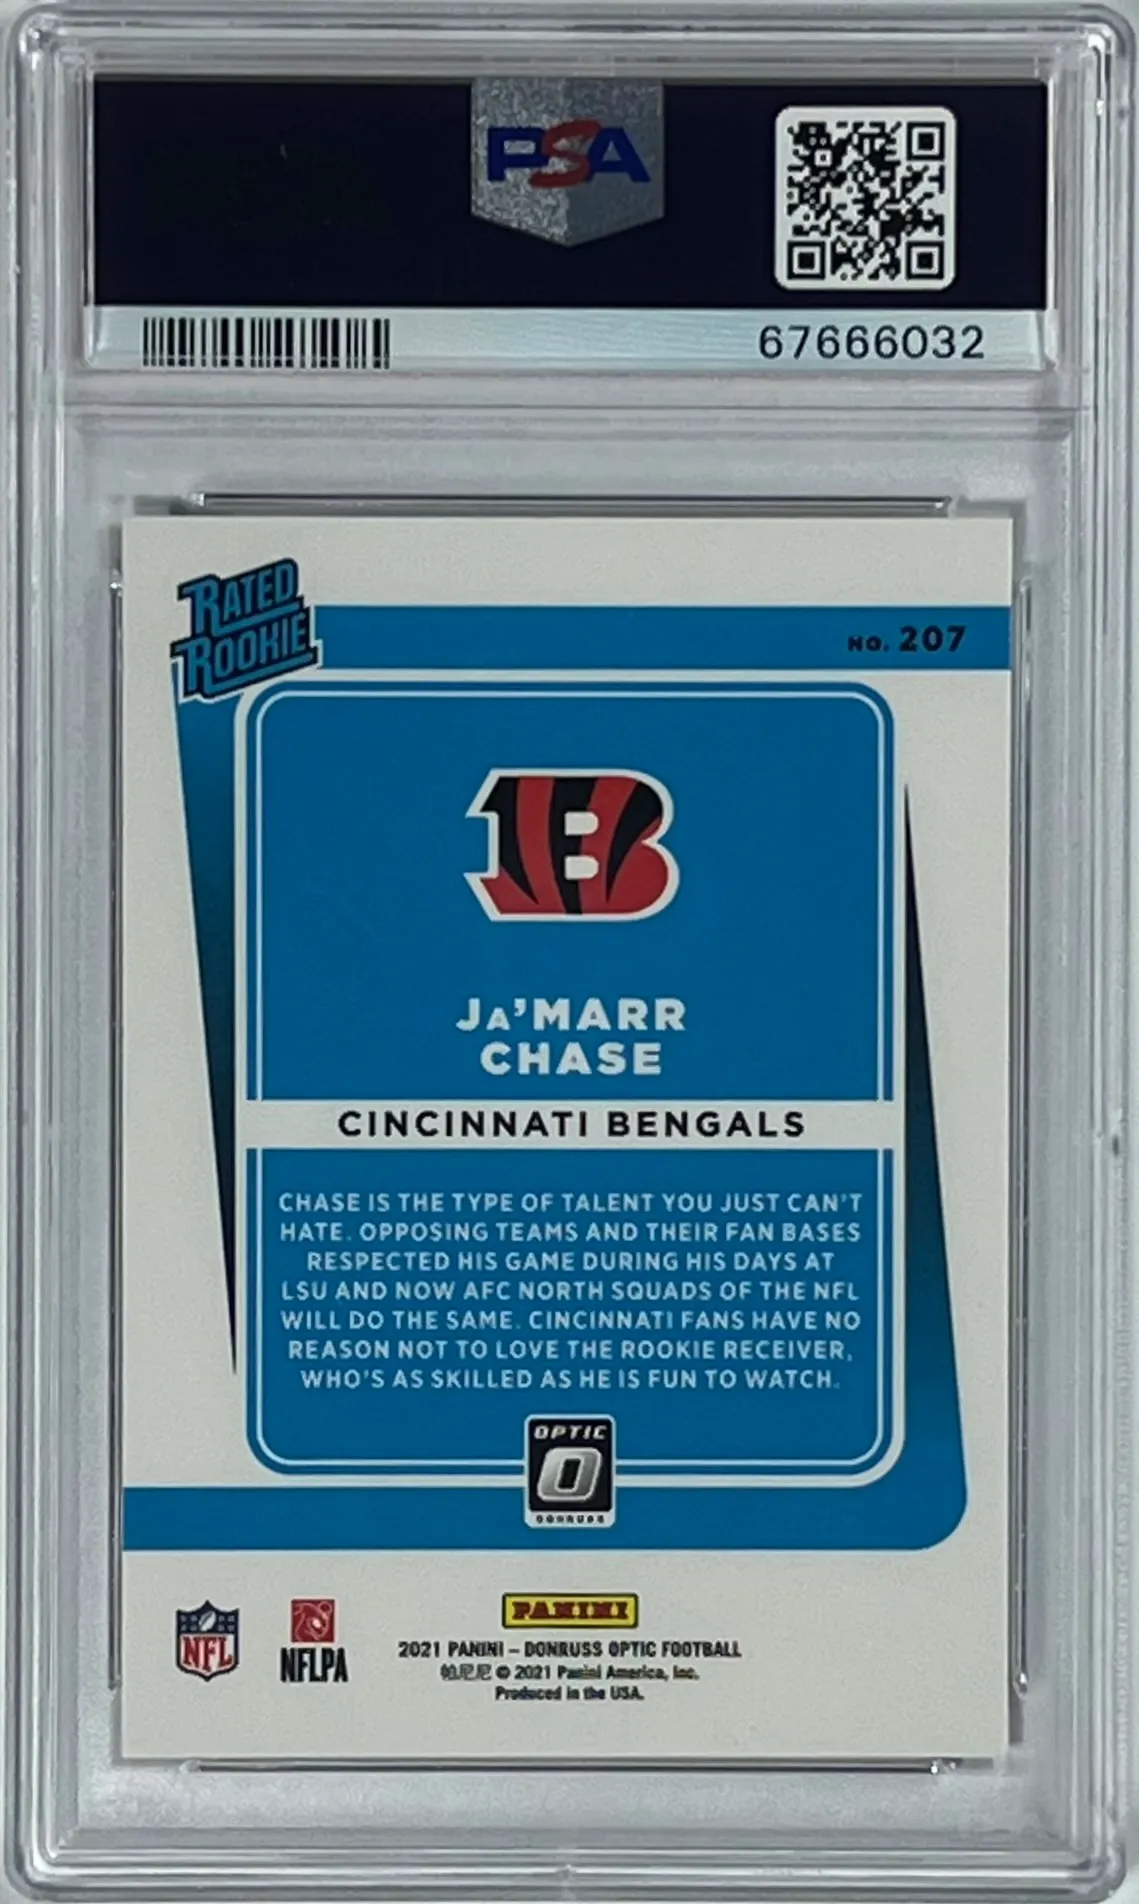 PSA
67666032
RATED
ROOKIE
NO. 207
JA'MARR
CHASE
CINCINNATI BENGALS
CHASE IS THE TYPE OF TALENT YOU JUST CAN'T
HATE. OPPOSING TEAMS AND THEIR FAN BASES
RESPECTED HIS GAME DURING HIS DAYS AT
LSU AND NOW AFC NORTH SQUADS OF THE NFL
WILL DO THE SAME. CINCINNATI FANS HAVE NO
REASON NOT TO LOVE THE ROOKIE RECEIVER,
WHO'S AS SKILLED AS HE IS FUN TO WATCH.
OPTIC
O
DONRUSS
PANINI
NFL
NFLPA
2021 PANINI – DONRUSS OPTIC FOOTBALL
帕尼尼 © 2021 Panini America, Inc.
Produced in the USA.